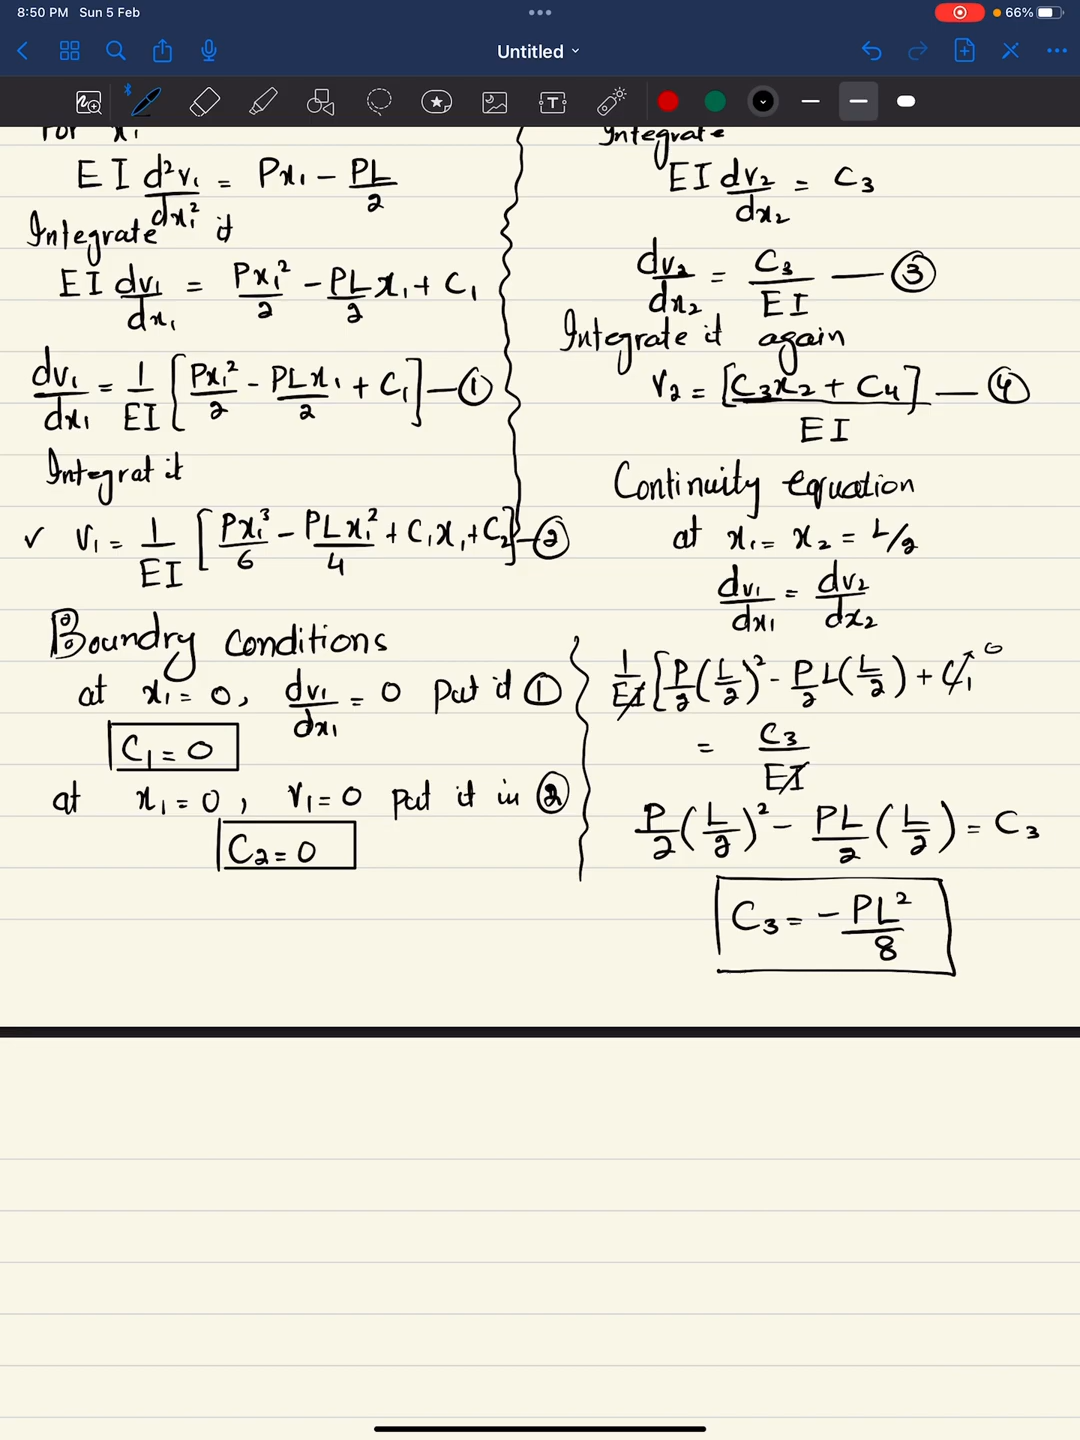 8:50 PM Sun 5 Feb
66%
Untitled
For x₁
EI d²v₁/dx₁² = Px₁ - PL/2
Integrate it
EI dv₁/dx₁ = Px₁²/2 - PL/2 x₁ + C₁
dv₁/dx₁ = 1/EI [Px₁²/2 - PLx₁/2 + C₁] — ①
Integrat it
✓ v₁ = 1/EI [Px₁³/6 - PLx₁²/4 + C₁x₁ + C₂] — ②
Boundry Conditions
at x₁ = 0, dv₁/dx₁ = 0 put it ①
C₁ = 0
at x₁ = 0, v₁ = 0 put it in ②
C₂ = 0
Integrate
EI dv₂/dx₂ = C₃
dv₂/dx₂ = C₃/EI — ③
Integrate it again
v₂ = [C₃x₂ + C₄]/EI — ④
Continuity equation
at x₁ = x₂ = L/2
dv₁/dx₁ = dv₂/dx₂
1/EI [P/2 (L/2)² - P/2 L(L/2) + C₁ 0
= C₃/EI
P/2 (L/2)² - PL/2 (L/2) = C₃
C₃ = - PL²/8